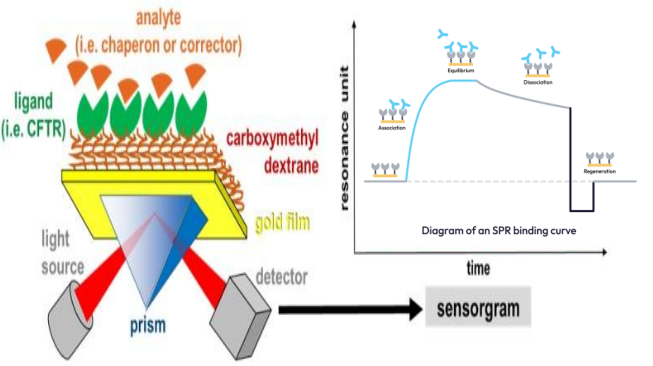 analyte
(i.e. chaperon or corrector)
ligand
(i.e. CFTR)
carboxymethyl
dextrane
gold film
light
source
detector
prism
resonance unit
Association
Equilibrium
Dissociation
Regeneration
Diagram of an SPR binding curve
time
sensorgram